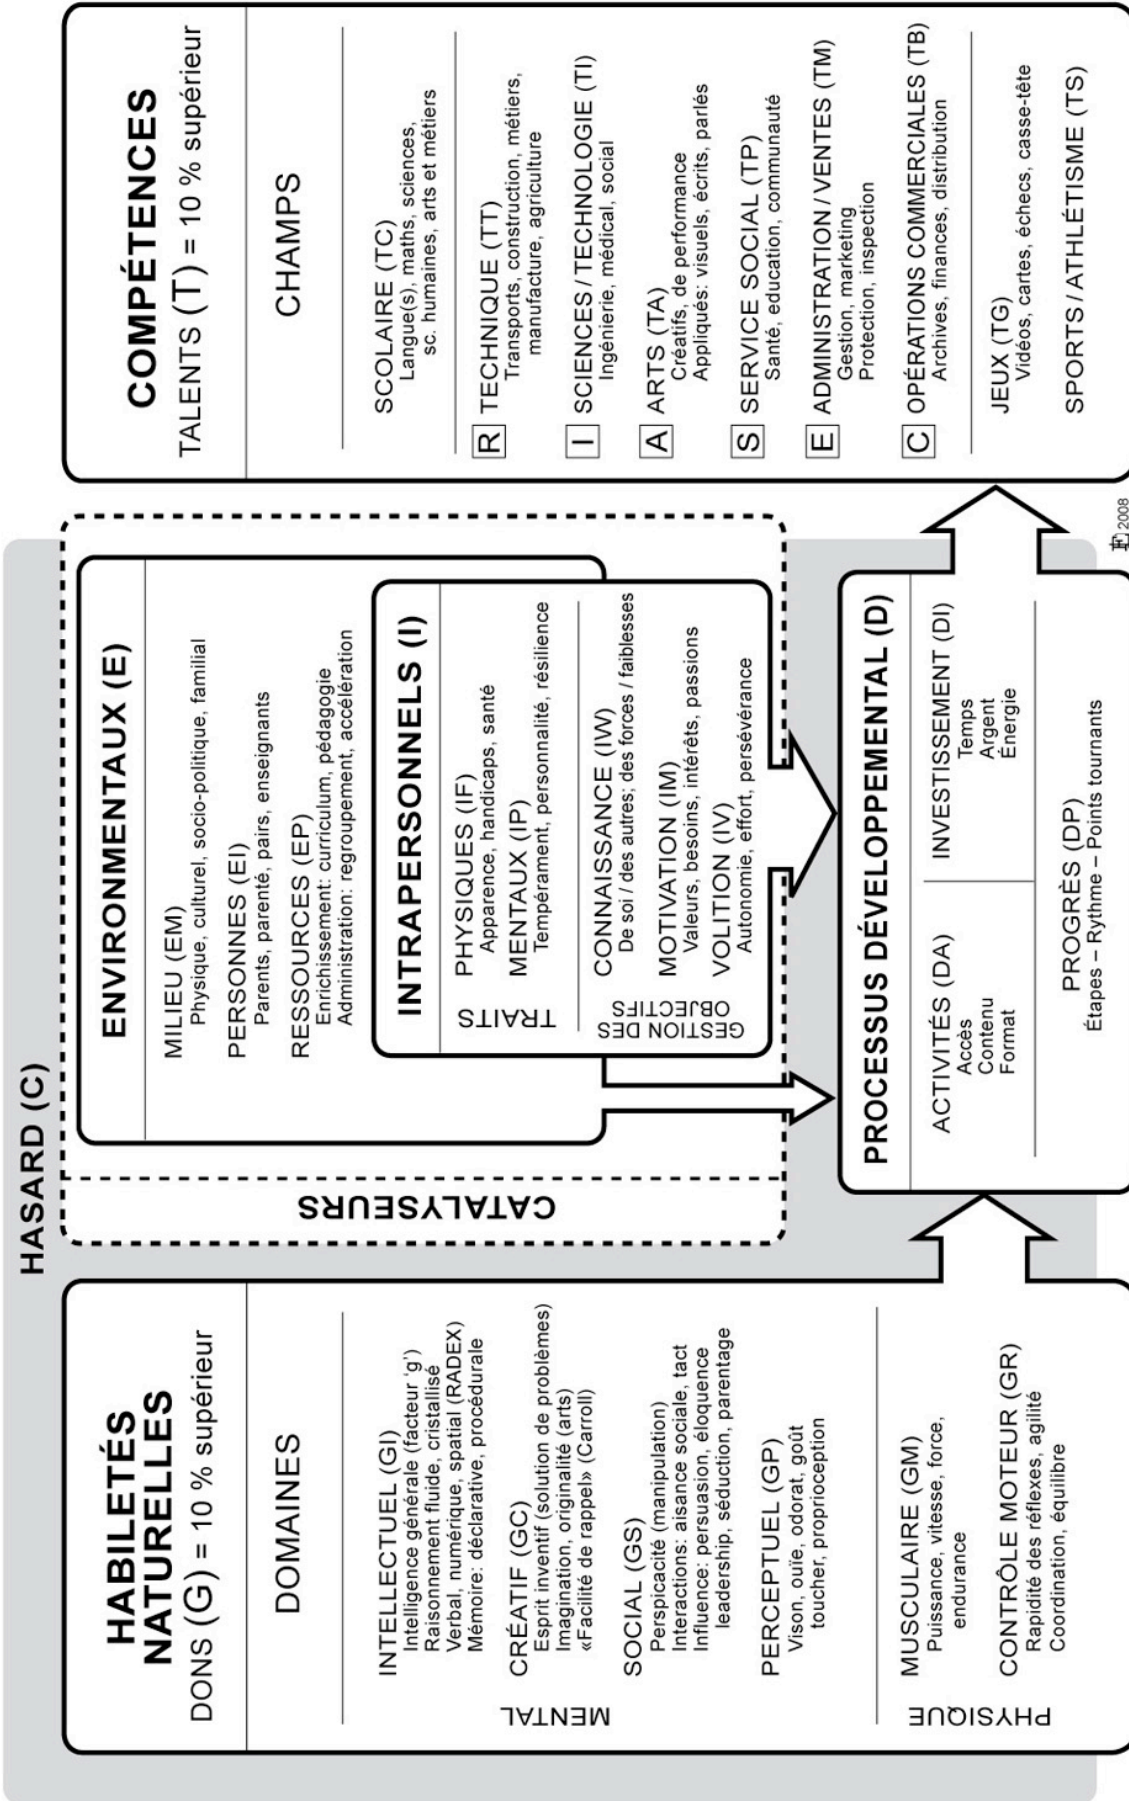 HASARD (C)
HABILETÉS
NATURELLES
DONS (G) = 10 % supérieur
DOMAINES
MENTAL
INTELLECTUEL (GI)
Intelligence générale (facteur ‘g’)
Raisonnement fluide, cristallisé
Verbal, numérique, spatial (RADEX)
Mémoire: déclarative, procédurale
CRÉATIF (GC)
Esprit inventif (solution de problèmes)
Imagination, originalité (arts)
«Facilité de rappel» (Carroll)
SOCIAL (GS)
Perspicacité (manipulation)
Interactions: aisance sociale, tact
Influence: persuasion, éloquence
leadership, séduction, parentage
PERCEPTUEL (GP)
Vison, ouïe, odorat, goût
toucher, proprioception
PHYSIQUE
MUSCULAIRE (GM)
Puissance, vitesse, force,
endurance
CONTRÔLE MOTEUR (GR)
Rapidité des réflexes, agilité
Coordination, équilibre
CATALYSEURS
ENVIRONMENTAUX (E)
MILIEU (EM)
Physique, culturel, socio-politique, familial
PERSONNES (EI)
Parents, parenté, pairs, enseignants
RESSOURCES (EP)
Enrichissement: curriculum, pédagogie
Administration: regroupement, accélération
INTRAPERSONNELS (I)
TRAITS
PHYSIQUES (IF)
Apparence, handicaps, santé
MENTAUX (IP)
Tempérament, personnalité, résilience
GESTION DES
OBJECTIFS
CONNAISSANCE (IW)
De soi / des autres; des forces / faiblesses
MOTIVATION (IM)
Valeurs, besoins, intérêts, passions
VOLITION (IV)
Autonomie, effort, persévérance
PROCESSUS DÉVELOPPEMENTAL (D)
ACTIVITÉS (DA)
Accès
Contenu
Format
INVESTISSEMENT (DI)
Temps
Argent
Énergie
PROGRÈS (DP)
Étapes – Rythme – Points tournants
COMPÉTENCES
TALENTS (T) = 10 % supérieur
CHAMPS
SCOLAIRE (TC)
Langue(s), maths, sciences,
sc. humaines, arts et métiers
R TECHNIQUE (TT)
Transports, construction, métiers,
manufacture, agriculture
I SCIENCES / TECHNOLOGIE (TI)
Ingénierie, médical, social
A ARTS (TA)
Créatifs, de performance
Appliqués: visuels, écrits, parlés
S SERVICE SOCIAL (TP)
Santé, education, communauté
E ADMINISTRATION / VENTES (TM)
Gestion, marketing
Protection, inspection
C OPÉRATIONS COMMERCIALES (TB)
Archives, finances, distribution
JEUX (TG)
Vidéos, cartes, échecs, casse-tête
SPORTS / ATHLÉTISME (TS)
2008